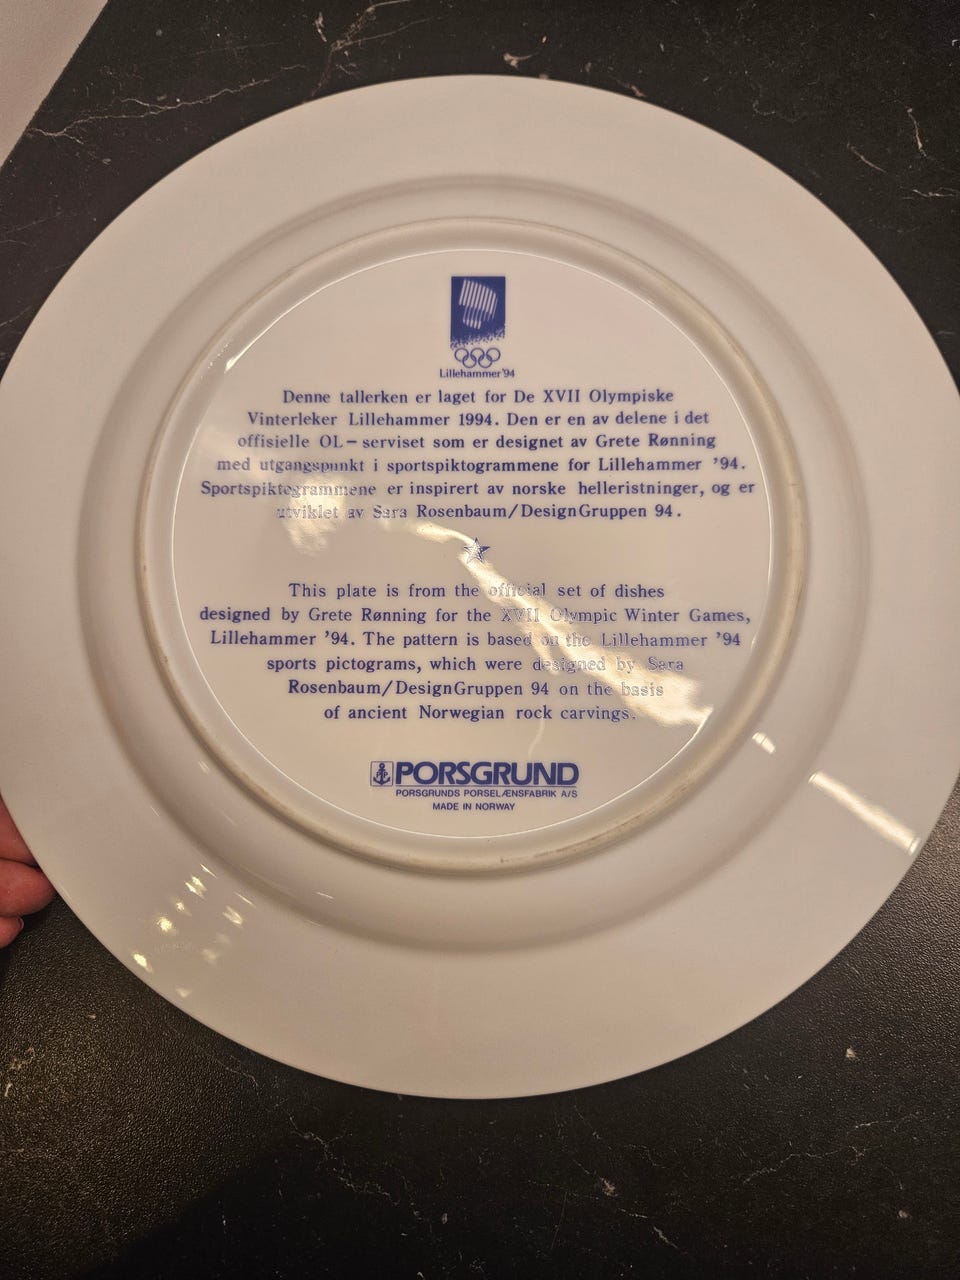 Lillehammer'94
Denne tallerken er laget for De XVII Olympiske
Vinterleker Lillehammer 1994. Den er en av delene i det
offisielle OL-serviset som er designet av Grete Rønning
med utgangspunkt i sportspiktogrammene for Lillehammer '94.
Sportspiktogrammene er inspirert av norske helleristninger, og er
utviklet av Sara Rosenbaum/DesignGruppen 94.
This plate is from the official set of dishes
designed by Grete Rønning for the XVII Olympic Winter Games,
Lillehammer '94. The pattern is based on the Lillehammer '94
sports pictograms, which were designed by Sara
Rosenbaum/DesignGruppen 94 on the basis
of ancient Norwegian rock carvings.
PP PORSGRUND
PORSGRUNDS PORSELÆNSFABRIK A/S
MADE IN NORWAY